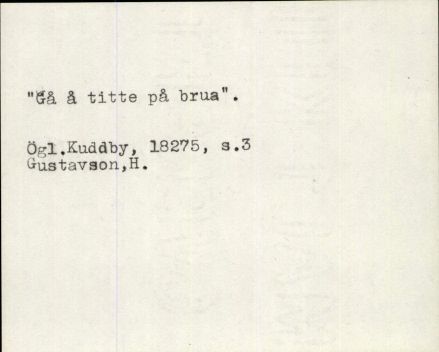 "Gå å titte på brua".
Ögl.Kuddby, 18275, s.3
Gustavson,H.